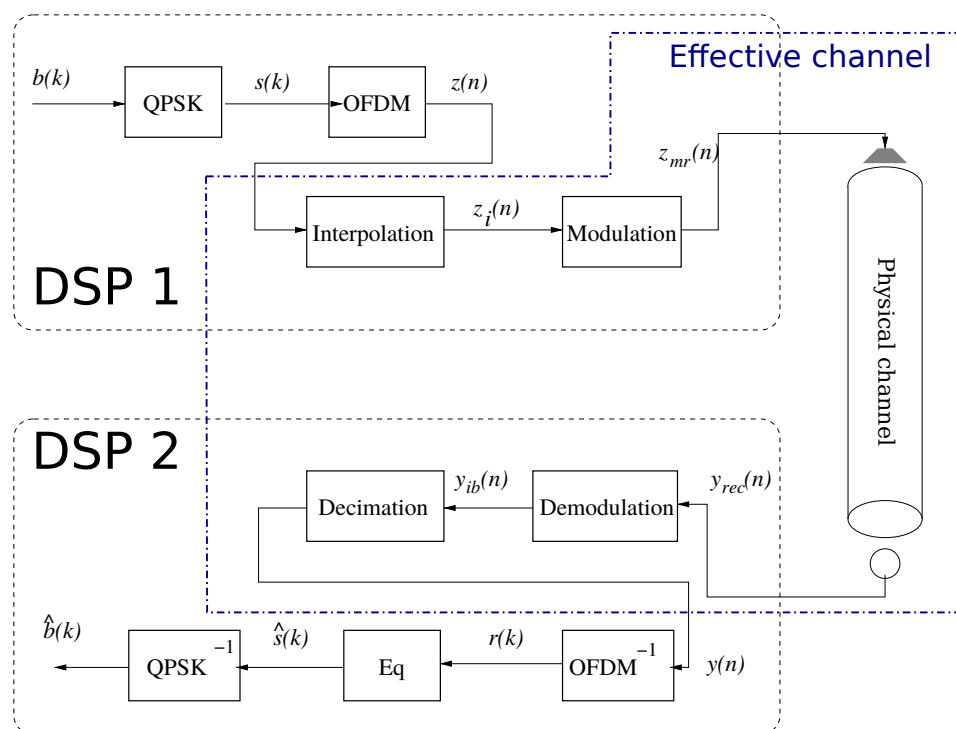 Effective channel
b(k)
QPSK
s(k)
OFDM
z(n)
z_mr(n)
Interpolation
z_i(n)
Modulation
DSP 1
Physical channel
DSP 2
Decimation
y_ib(n)
Demodulation
y_rec(n)
b̂(k)
QPSK^-1
ŝ(k)
Eq
r(k)
OFDM^-1
y(n)